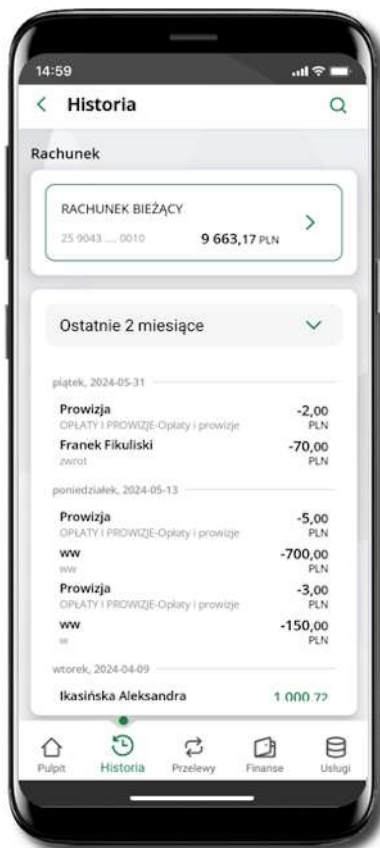 14:59
Historia
Rachunek
RACHUNEK BIEŻĄCY
25 9043 .... 0010 9 663,17 PLN
Ostatnie 2 miesiące
piątek, 2024-05-31
Prowizja -2,00
OPŁATY I PROWIZJE-Opłaty i prowizje PLN
Franek Fikuliski -70,00
zwrot PLN
poniedziałek, 2024-05-13
Prowizja -5,00
OPŁATY I PROWIZJE-Opłaty i prowizje PLN
ww -700,00
ww PLN
Prowizja -3,00
OPŁATY I PROWIZJE-Opłaty i prowizje PLN
ww -150,00
w PLN
wtorek, 2024-04-09
Ikasińska Aleksandra 1 000,72
Pulpit Historia Przelewy Finanse Usługi